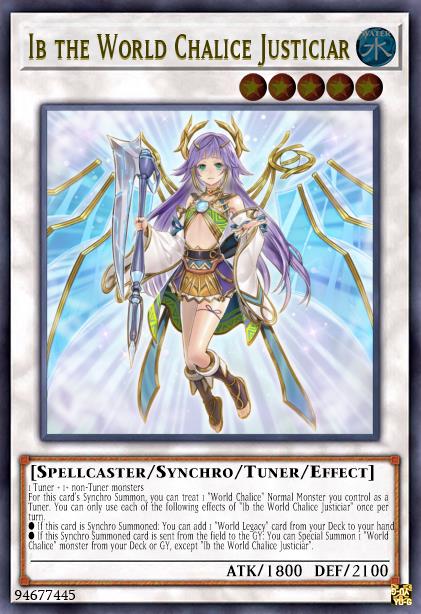 Ib the World Chalice Justiciar
WATER
水
[Spellcaster/Synchro/Tuner/Effect]
1 Tuner + 1+ non-Tuner monsters
For this card's Synchro Summon, you can treat 1 "World Chalice" Normal Monster you control as a
Tuner. You can only use each of the following effects of "Ib the World Chalice Justiciar" once per
turn.
● If this card is Synchro Summoned: You can add 1 "World Legacy" card from your Deck to your hand
● If this Synchro Summoned card is sent from the field to the GY: You can Special Summon 1 "World
Chalice" monster from your Deck or GY, except "Ib the World Chalice Justiciar".
ATK/1800 DEF/2100
94677445